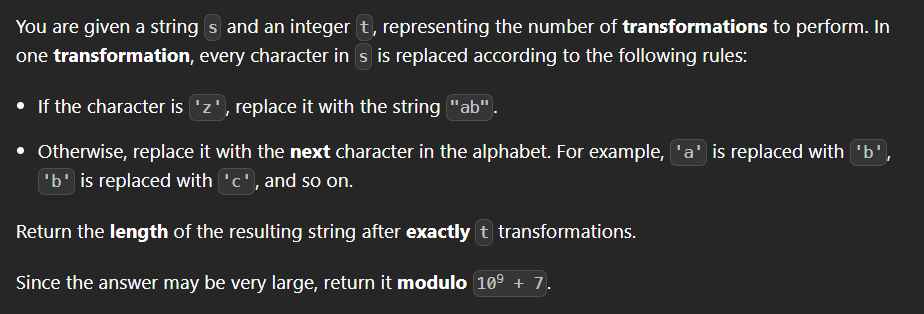 You are given a string s and an integer t, representing the number of transformations to perform. In
one transformation, every character in s is replaced according to the following rules:
• If the character is 'z', replace it with the string "ab".
• Otherwise, replace it with the next character in the alphabet. For example, 'a' is replaced with 'b',
'b' is replaced with 'c', and so on.
Return the length of the resulting string after exactly t transformations.
Since the answer may be very large, return it modulo 10⁹ + 7.